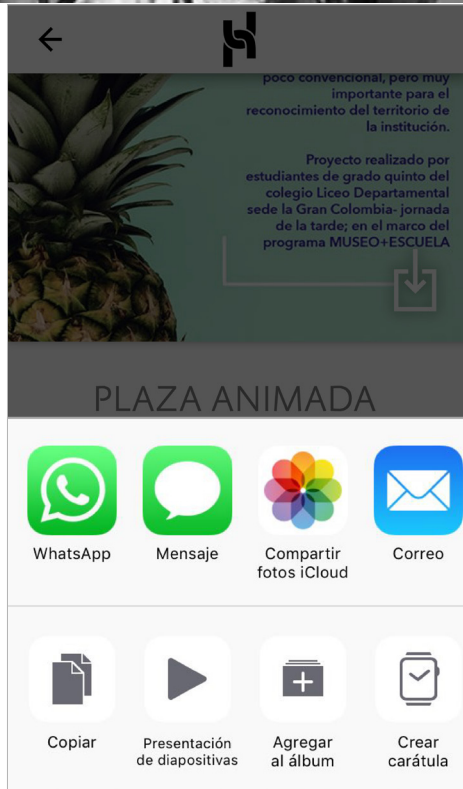 poco convencional, pero muy
importante para el
reconocimiento del territorio de
la institución.
Proyecto realizado por
estudiantes de grado quinto del
colegio Liceo Departamental
sede la Gran Colombia- jornada
de la tarde; en el marco del
programa MUSEO+ESCUELA
PLAZA ANIMADA
WhatsApp
Mensaje
Compartir
fotos iCloud
Correo
Copiar
Presentación
de diapositivas
Agregar
al álbum
Crear
carátula